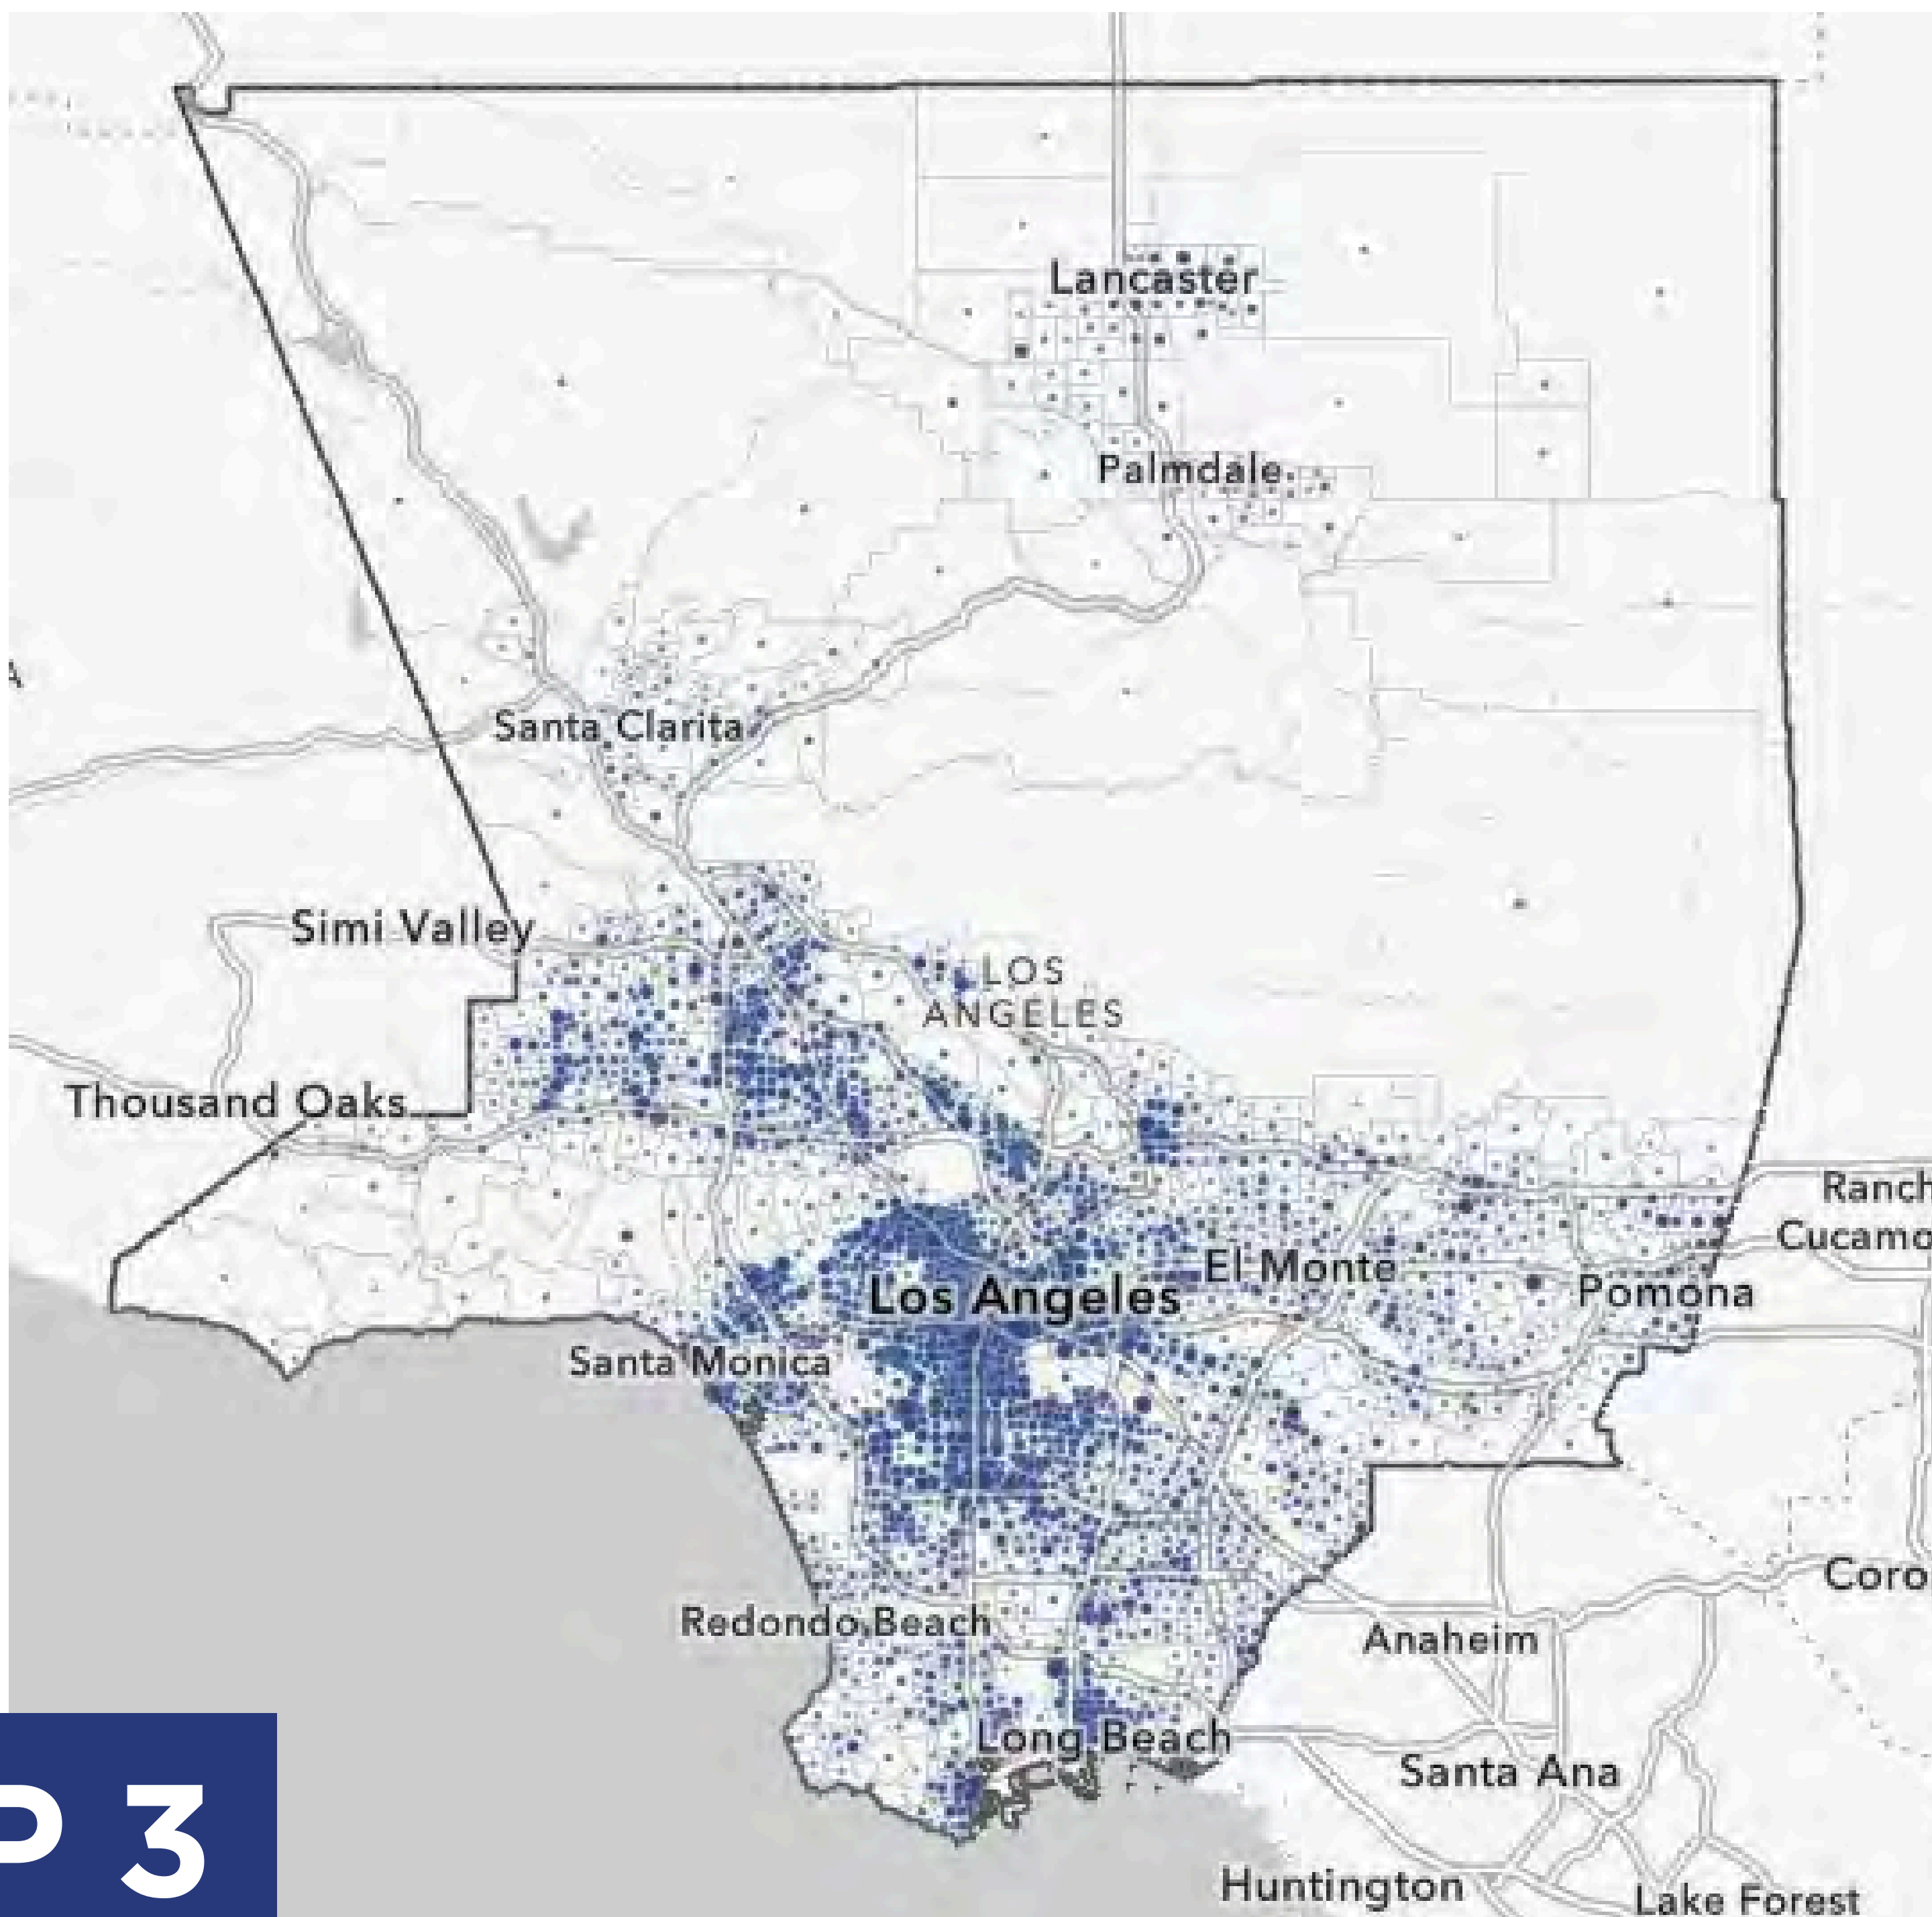 Lancaster
Palmdale
A
Santa Clarita
Simi Valley
LOS
ANGELES
Thousand Oaks
Ranch
Cucamo
El Monte
Los Angeles
Pomona
Santa Monica
Coro
Redondo Beach
Anaheim
Long Beach
Santa Ana
P 3
Huntington
Lake Forest